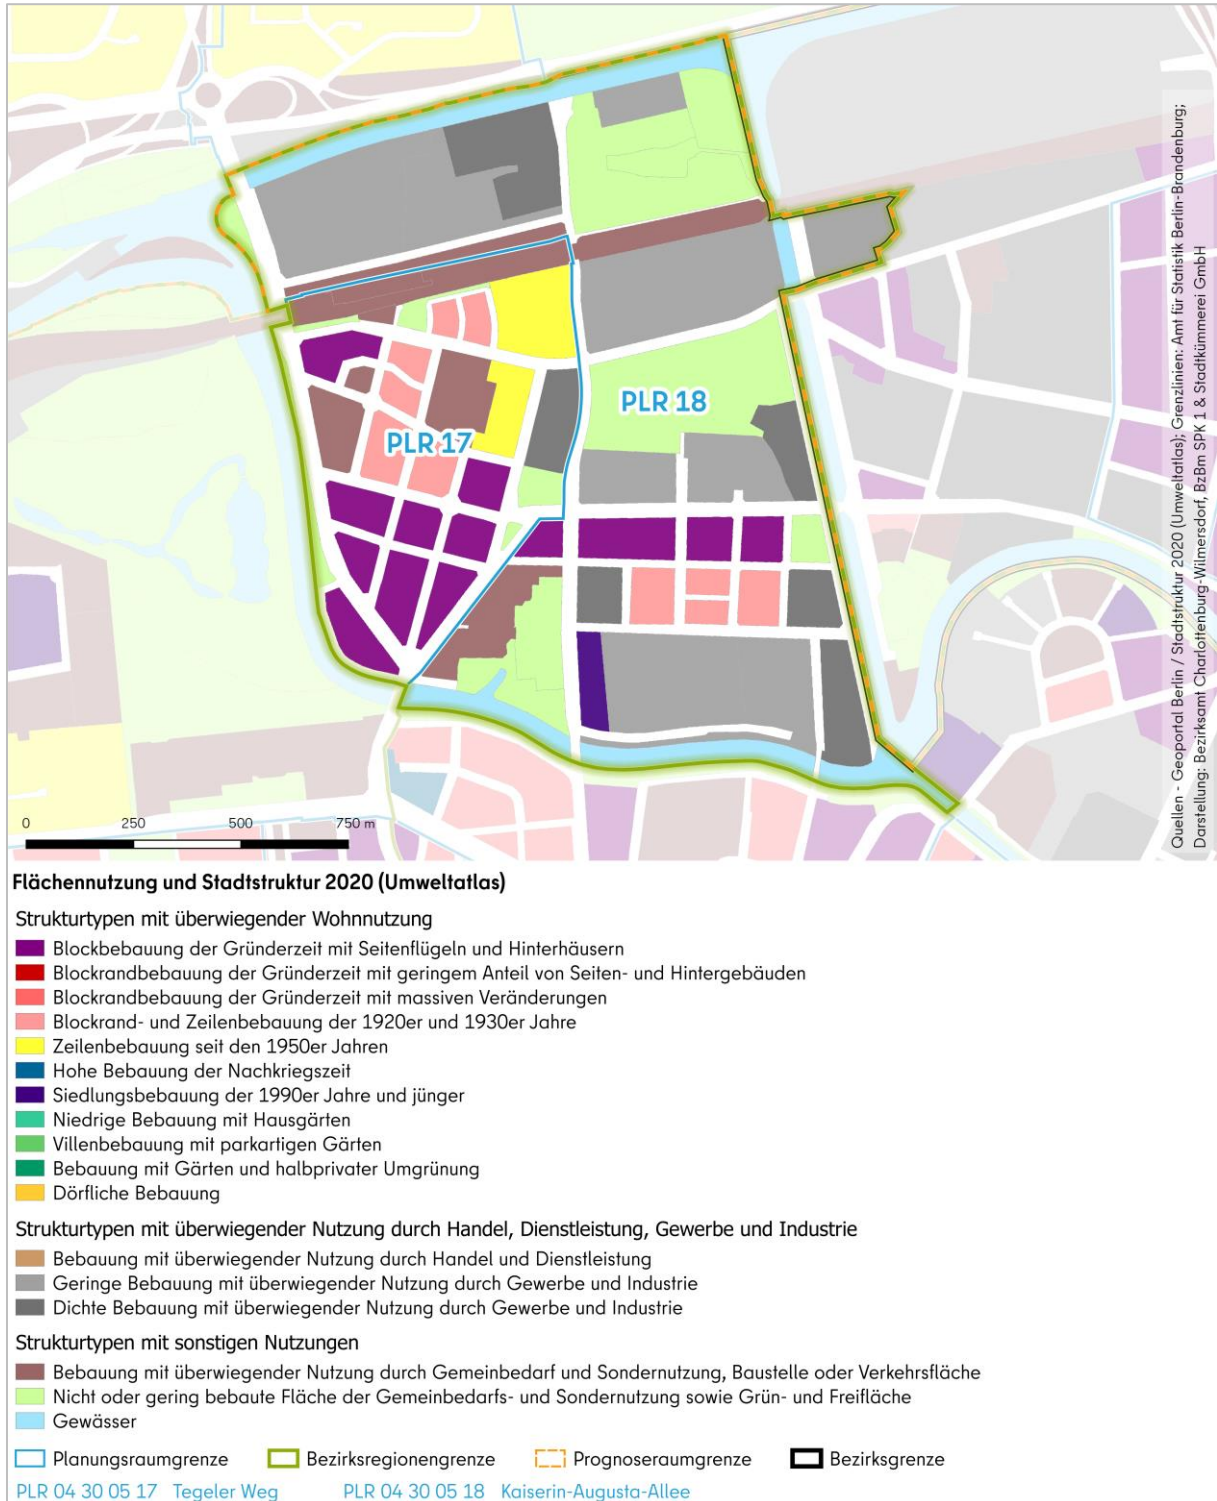 PLR 18
PLR 17
0 250 500 750 m
Quellen - Geoportal Berlin / Stadtstruktur 2020 (Umweltatlas); Grenzlinien: Amt für Statistik Berlin-Brandenburg;
Darstellung: Bezirksamt Charlottenburg-Wilmersdorf, BzBm SPK 1 & Stadtkümmerei GmbH
Flächennutzung und Stadtstruktur 2020 (Umweltatlas)
Strukturtypen mit überwiegender Wohnnutzung
Blockbebauung der Gründerzeit mit Seitenflügeln und Hinterhäusern
Blockrandbebauung der Gründerzeit mit geringem Anteil von Seiten- und Hintergebäuden
Blockrandbebauung der Gründerzeit mit massiven Veränderungen
Blockrand- und Zeilenbebauung der 1920er und 1930er Jahre
Zeilenbebauung seit den 1950er Jahren
Hohe Bebauung der Nachkriegszeit
Siedlungsbebauung der 1990er Jahre und jünger
Niedrige Bebauung mit Hausgärten
Villenbebauung mit parkartigen Gärten
Bebauung mit Gärten und halbprivater Umgrünung
Dörfliche Bebauung
Strukturtypen mit überwiegender Nutzung durch Handel, Dienstleistung, Gewerbe und Industrie
Bebauung mit überwiegender Nutzung durch Handel und Dienstleistung
Geringe Bebauung mit überwiegender Nutzung durch Gewerbe und Industrie
Dichte Bebauung mit überwiegender Nutzung durch Gewerbe und Industrie
Strukturtypen mit sonstigen Nutzungen
Bebauung mit überwiegender Nutzung durch Gemeinbedarf und Sondernutzung, Baustelle oder Verkehrsfläche
Nicht oder gering bebaute Fläche der Gemeinbedarfs- und Sondernutzung sowie Grün- und Freifläche
Gewässer
Planungsraumgrenze Bezirksregionengrenze Prognoseraumgrenze Bezirksgrenze
PLR 04 30 05 17 Tegeler Weg PLR 04 30 05 18 Kaiserin-Augusta-Allee